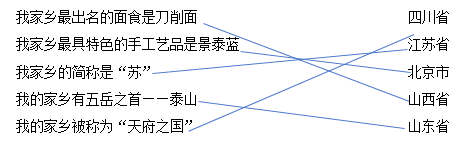 我家乡最出名的面食是刀削面 四川省
我家乡最具特色的手工艺品是景泰蓝 江苏省
我家乡的简称是“苏” 北京市
我的家乡有五岳之首——泰山 山西省
我的家乡被称为“天府之国” 山东省